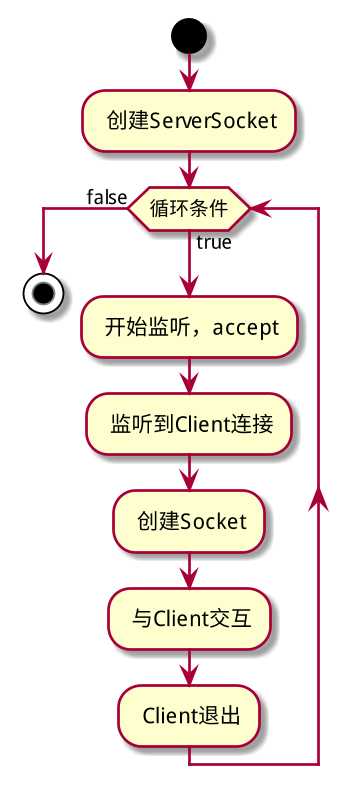 创建ServerSocket
false
循环条件
true
开始监听，accept
监听到Client连接
创建Socket
与Client交互
Client退出